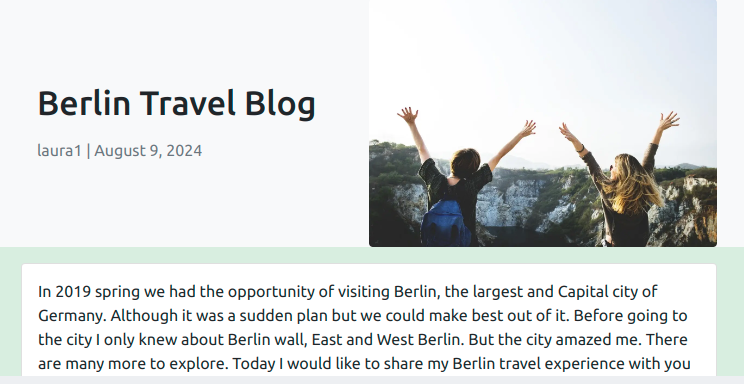 Berlin Travel Blog
laura1 | August 9, 2024
In 2019 spring we had the opportunity of visiting Berlin, the largest and Capital city of
Germany. Although it was a sudden plan but we could make best out of it. Before going to
the city I only knew about Berlin wall, East and West Berlin. But the city amazed me. There
are many more to explore. Today I would like to share my Berlin travel experience with you